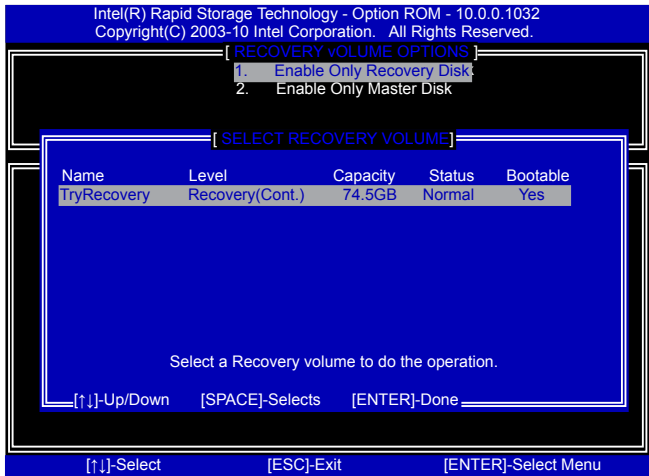 Intel(R) Rapid Storage Technology - Option ROM - 10.0.0.1032
Copyright(C) 2003-10 Intel Corporation. All Rights Reserved.
[ RECOVERY vOLUME OPTIONS ]
1. Enable Only Recovery Disk
2. Enable Only Master Disk
[ SELECT RECOVERY VOLUME]
Name Level Capacity Status Bootable
TryRecovery Recovery(Cont.) 74.5GB Normal Yes
Select a Recovery volume to do the operation.
[↑↓]-Up/Down [SPACE]-Selects [ENTER]-Done
[↑↓]-Select [ESC]-Exit [ENTER]-Select Menu